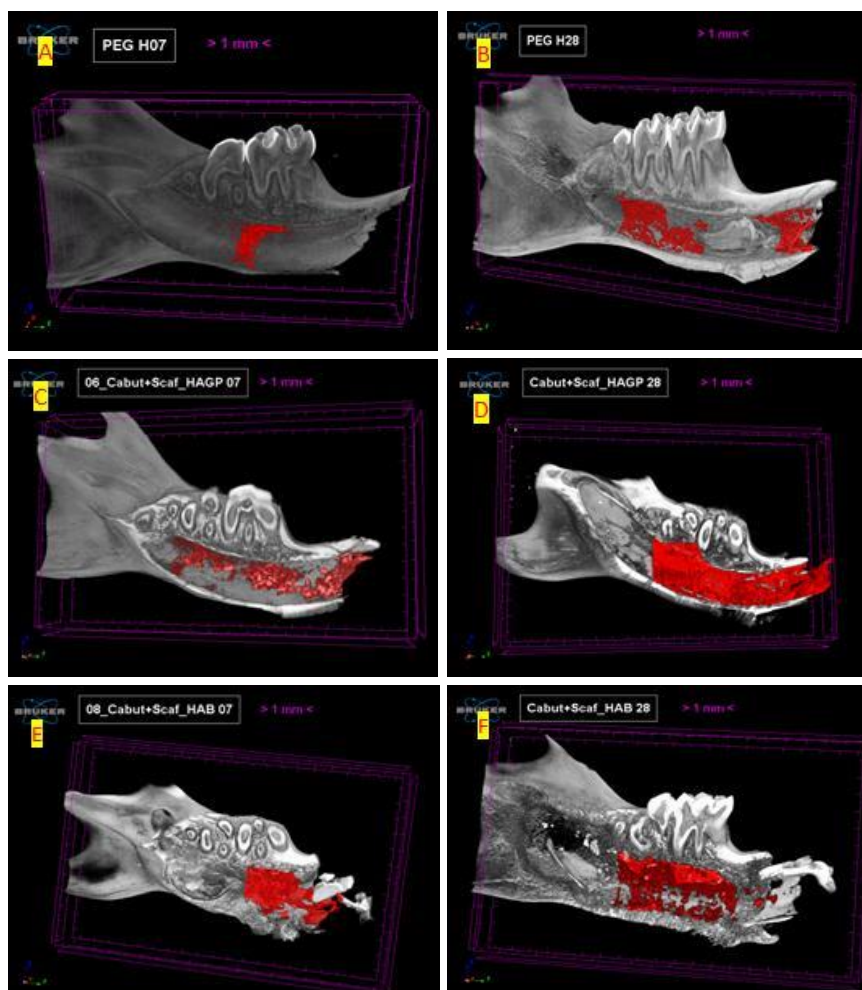 BRUKER
A
PEG H07
> 1 mm <
BRUKER
B
PEG H28
> 1 mm <
BRUKER
C
06_Cabut+Scaf_HAGP 07
> 1 mm <
BRUKER
D
Cabut+Scaf_HAGP 28
> 1 mm <
BRUKER
E
08_Cabut+Scaf_HAB 07
> 1 mm <
BRUKER
F
Cabut+Scaf_HAB 28
> 1 mm <